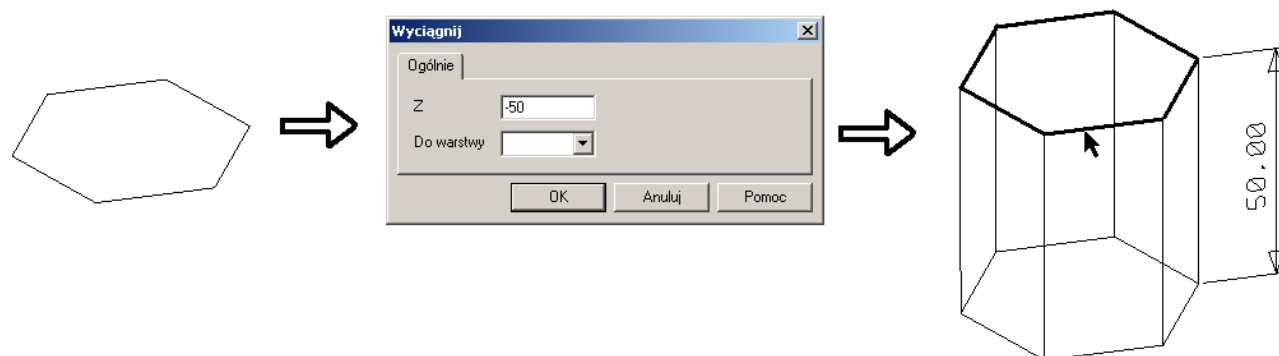 Wyciągnij
Ogólnie
Z -50
Do warstwy
OK Anuluj Pomoc
50.00